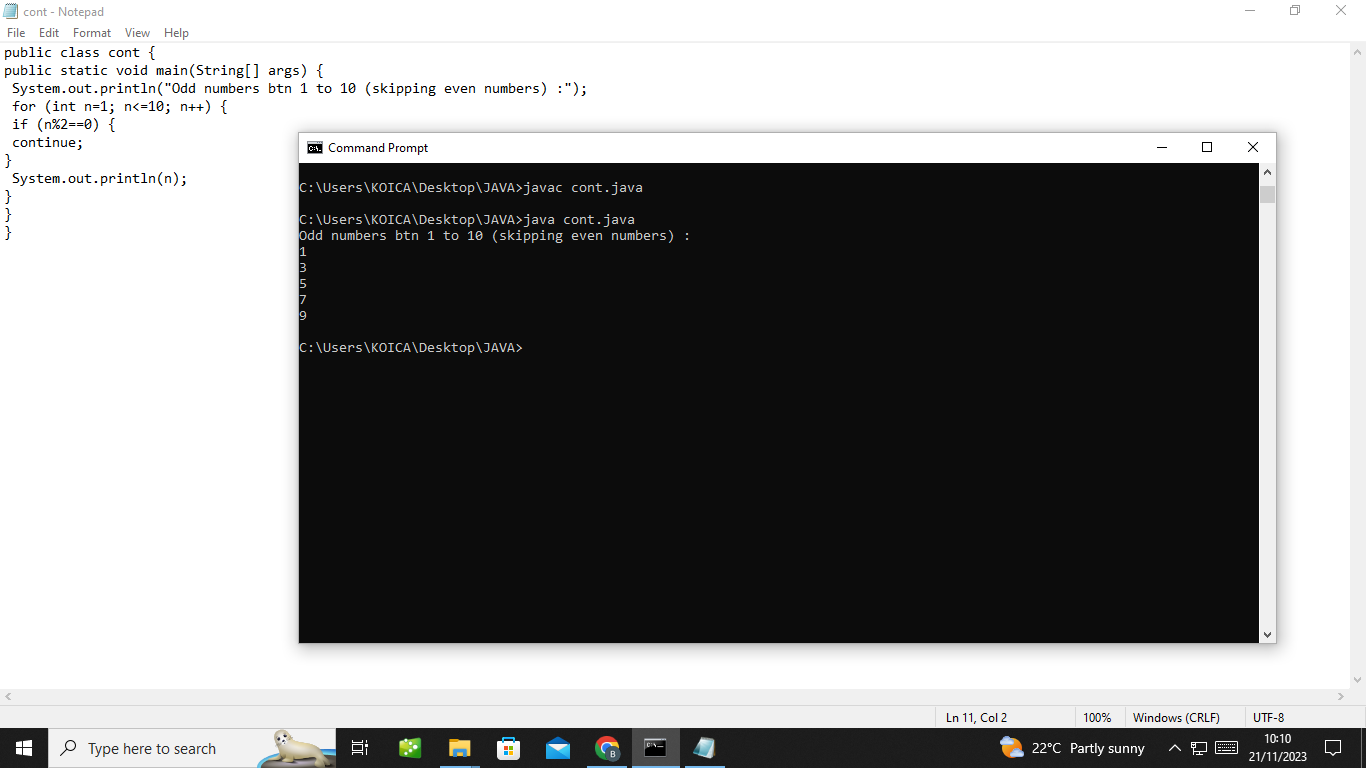 cont - Notepad
File Edit Format View Help
public class cont {
public static void main(String[] args) {
 System.out.println("Odd numbers btn 1 to 10 (skipping even numbers) :");
 for (int n=1; n<=10; n++) {
 if (n%2==0) {
 continue;
}
 System.out.println(n);
}
}
}
Command Prompt
C:\Users\KOICA\Desktop\JAVA>javac cont.java
C:\Users\KOICA\Desktop\JAVA>java cont.java
Odd numbers btn 1 to 10 (skipping even numbers) :
1
3
5
7
9
C:\Users\KOICA\Desktop\JAVA>
Ln 11, Col 2 100% Windows (CRLF) UTF-8
Type here to search
B
22°C Partly sunny
10:10
21/11/2023